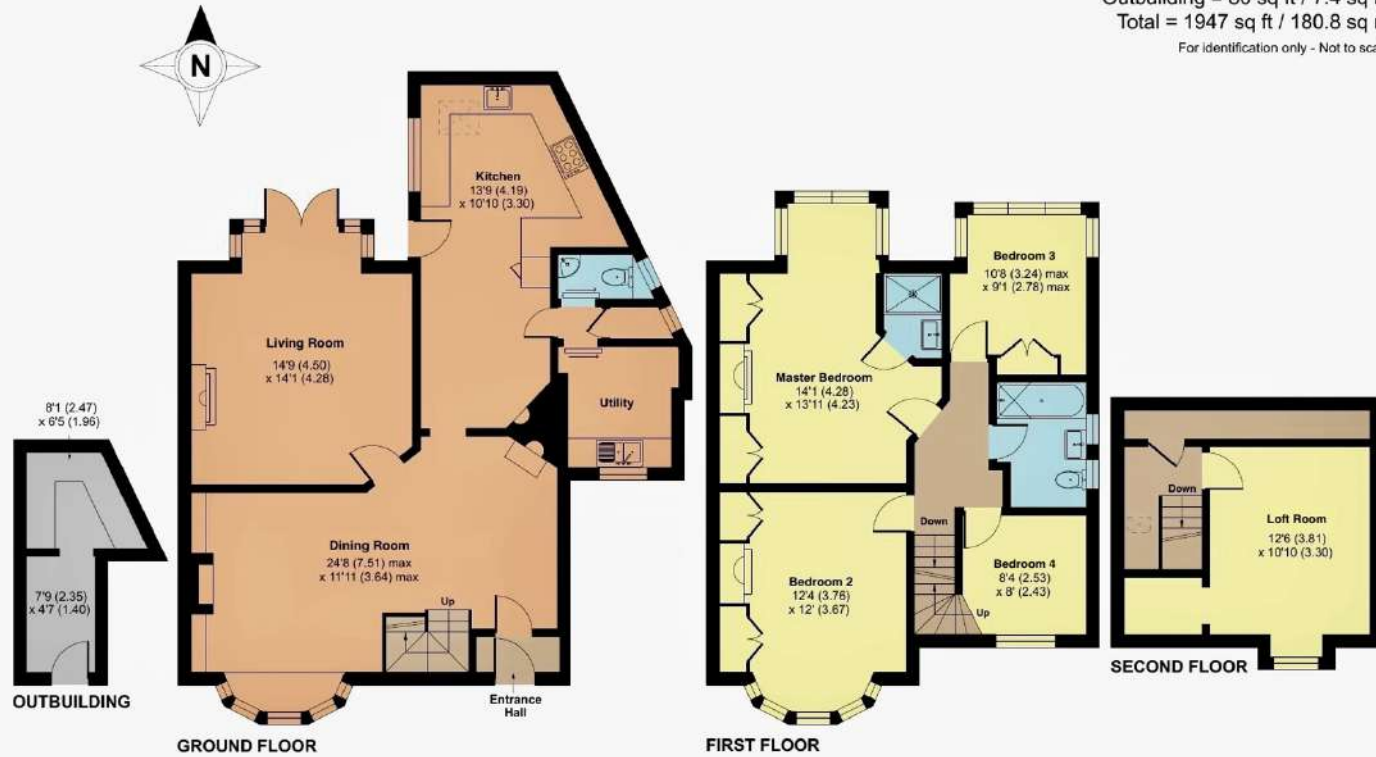 Total = 1947 sq ft / 180.8 sq
For identification only - Not to
N
Kitchen
13'9 (4.19)
x 10'10 (3.30)
Living Room
14'9 (4.50)
x 14'1 (4.28)
Utility
8'1 (2.47)
x 6'5 (1.96)
7'9 (2.35)
x 4'7 (1.40)
OUTBUILDING
Dining Room
24'8 (7.51) max
x 11'11 (3.64) max
Up
Entrance
Hall
GROUND FLOOR
Bedroom 3
10'8 (3.24) max
x 9'1 (2.78) max
Master Bedroom
14'1 (4.28)
x 13'11 (4.23)
Down
Bedroom 2
12'4 (3.76)
x 12' (3.67)
Bedroom 4
8'4 (2.53)
x 8' (2.43)
Up
FIRST FLOOR
Down
Loft Room
12'6 (3.81)
x 10'10 (3.30)
SECOND FLOOR